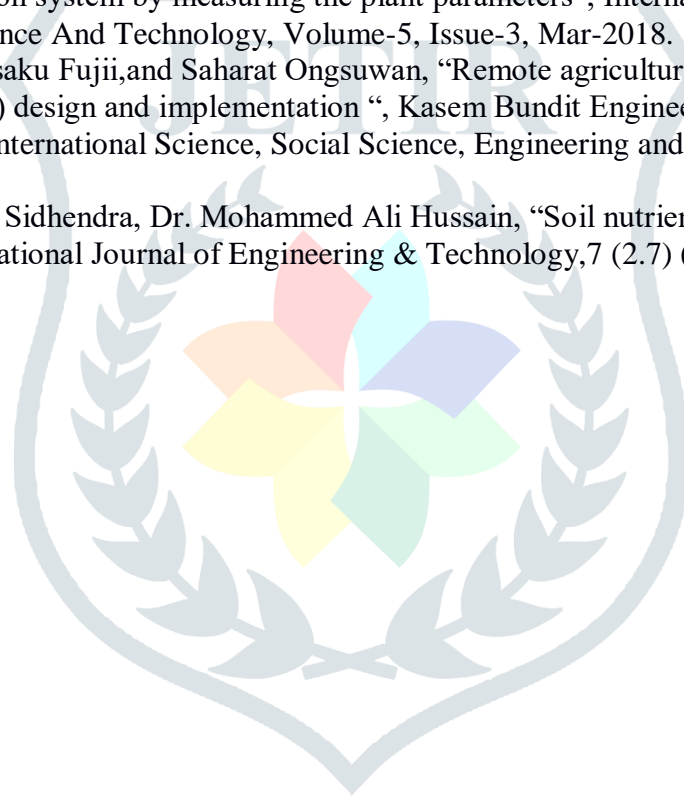 on system by measuring the plant parameters”, Interna
nce And Technology, Volume-5, Issue-3, Mar-2018.
saku Fujii,and Saharat Ongsuwan, “Remote agricultur
) design and implementation “, Kasem Bundit Enginee
nternational Science, Social Science, Engineering and
JETIR
Sidhendra, Dr. Mohammed Ali Hussain, “Soil nutrien
ational Journal of Engineering & Technology,7 (2.7) (